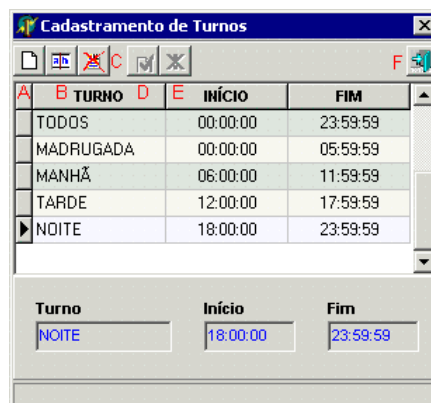 Cadastramento de Turnos
ab C F
A B TURNO D E INÍCIO FIM
TODOS 00:00:00 23:59:59
MADRUGADA 00:00:00 05:59:59
MANHÃ 06:00:00 11:59:59
TARDE 12:00:00 17:59:59
NOITE 18:00:00 23:59:59
Turno Início Fim
NOITE 18:00:00 23:59:59